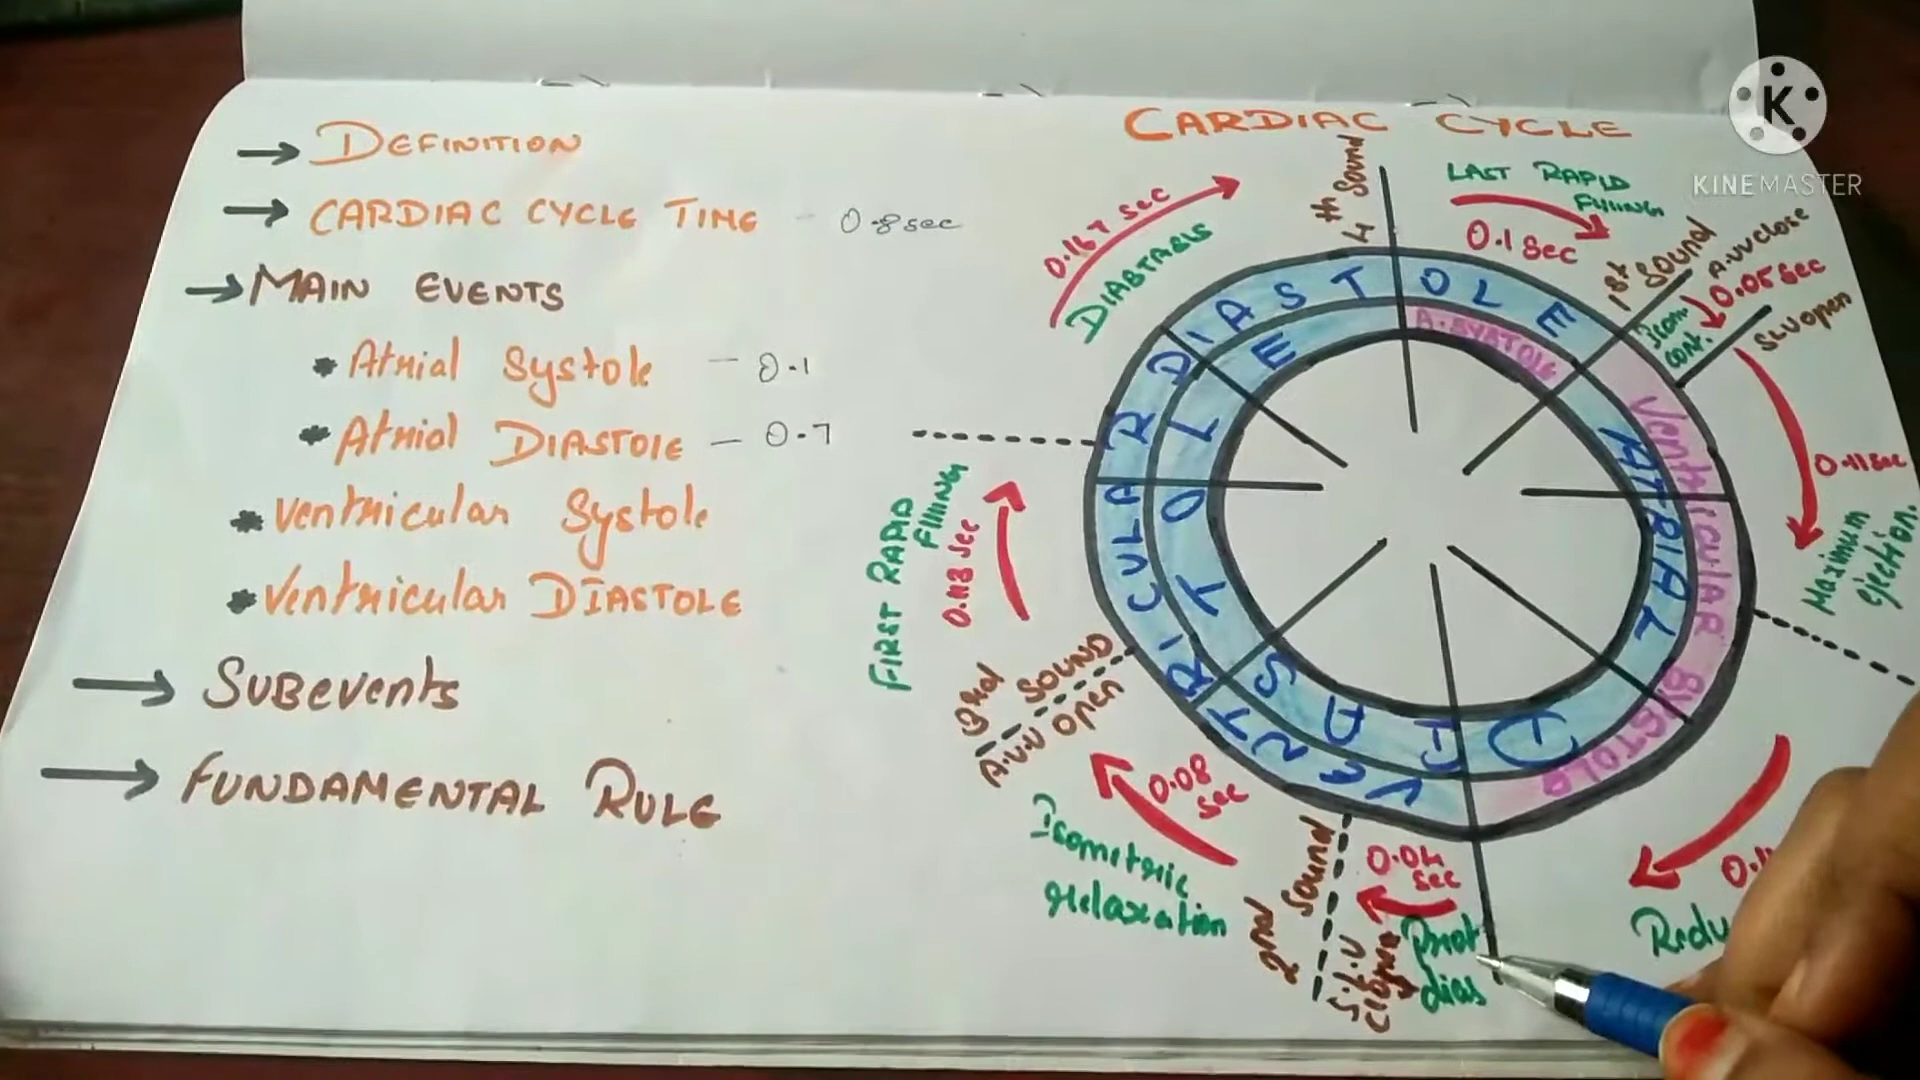 → DEFINITION
→ CARDIAC CYCLE TIME - 0.8 sec
→ MAIN EVENTS
* Atrial Systole - 0.1
* Atrial DIASTOLE - 0.7
* Ventricular Systole
* Ventricular DIASTOLE
→ SUBevents
→ FUNDAMENTAL RULE
CARDIAC CYCLE
K
KINEMASTER
4th Sound
LAST RAPID
FILLING
0.1 sec
1st
SOUND
A.V.V close
0.05 sec
Isom.
cont.
SLV open
0.11 sec
Maximum
ejection.
Redu
0.04
sec
Prot
dias
2nd Sound
S.L.V
0.08
sec
Isometric
relaxation
3rd SOUND
A.V.V open
FIRST RAPID
FILLING
0.113 sec
0.167 sec
DIASTASIS
VENTRICULAR DIASTOLE
A.SYSTOLE
Ventricular SYSTOLE
ATRIAL
DIASTOLE